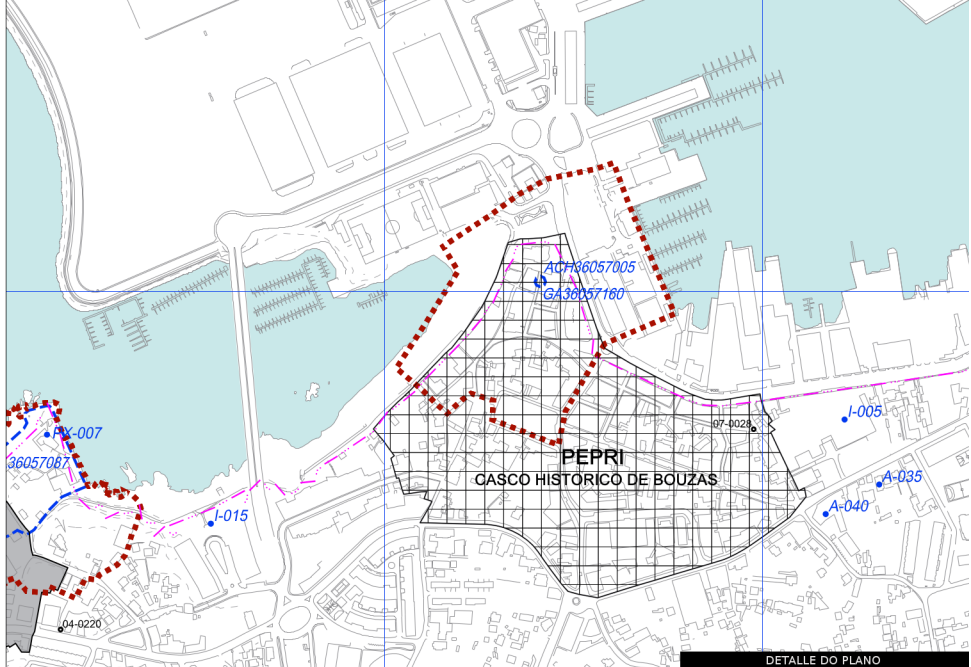 ACH36057005
GA36057160
I-005
07-0028
PX-007
PEPRI
36057087
CASCO HISTORICO DE BOUZAS
A-035
A-040
I-015
04-0220
DETALLE DO PLANO